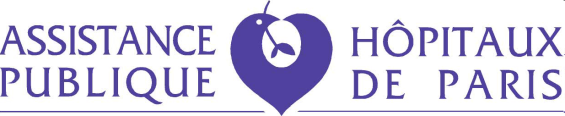 ASSISTANCE
PUBLIQUE
HÔPITAUX
DE PARIS